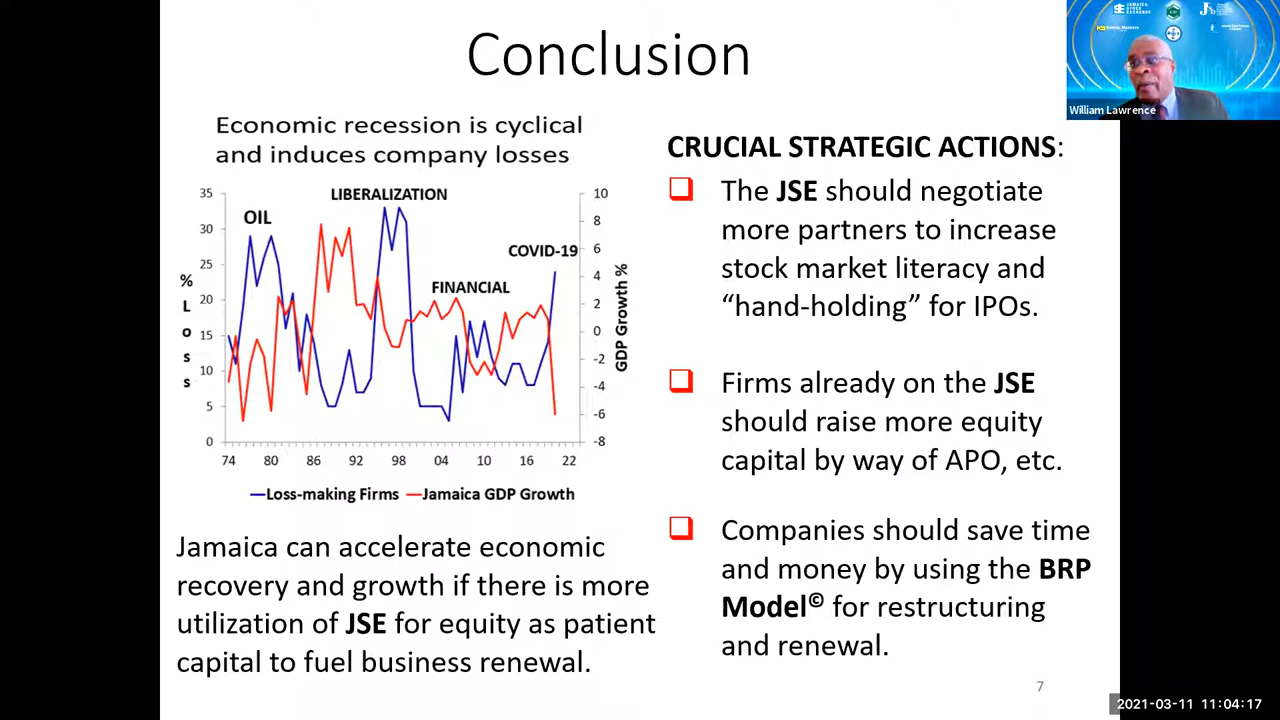 Conclusion
JAMAICA
STOCK
EXCHANGE
William Lawrence
Economic recession is cyclical
and induces company losses
35
30
25
20
15
10
5
0
% Loss
OIL
LIBERALIZATION
COVID-19
FINANCIAL
10
8
6
4
2
0
-2
-4
-6
-8
GDP Growth %
74 80 86 92 98 04 10 16 22
Loss-making Firms Jamaica GDP Growth
Jamaica can accelerate economic
recovery and growth if there is more
utilization of JSE for equity as patient
capital to fuel business renewal.
CRUCIAL STRATEGIC ACTIONS:
❑ The JSE should negotiate
more partners to increase
stock market literacy and
“hand-holding” for IPOs.
❑ Firms already on the JSE
should raise more equity
capital by way of APO, etc.
❑ Companies should save time
and money by using the BRP
Model© for restructuring
and renewal.
7
2021-03-11 11:04:17